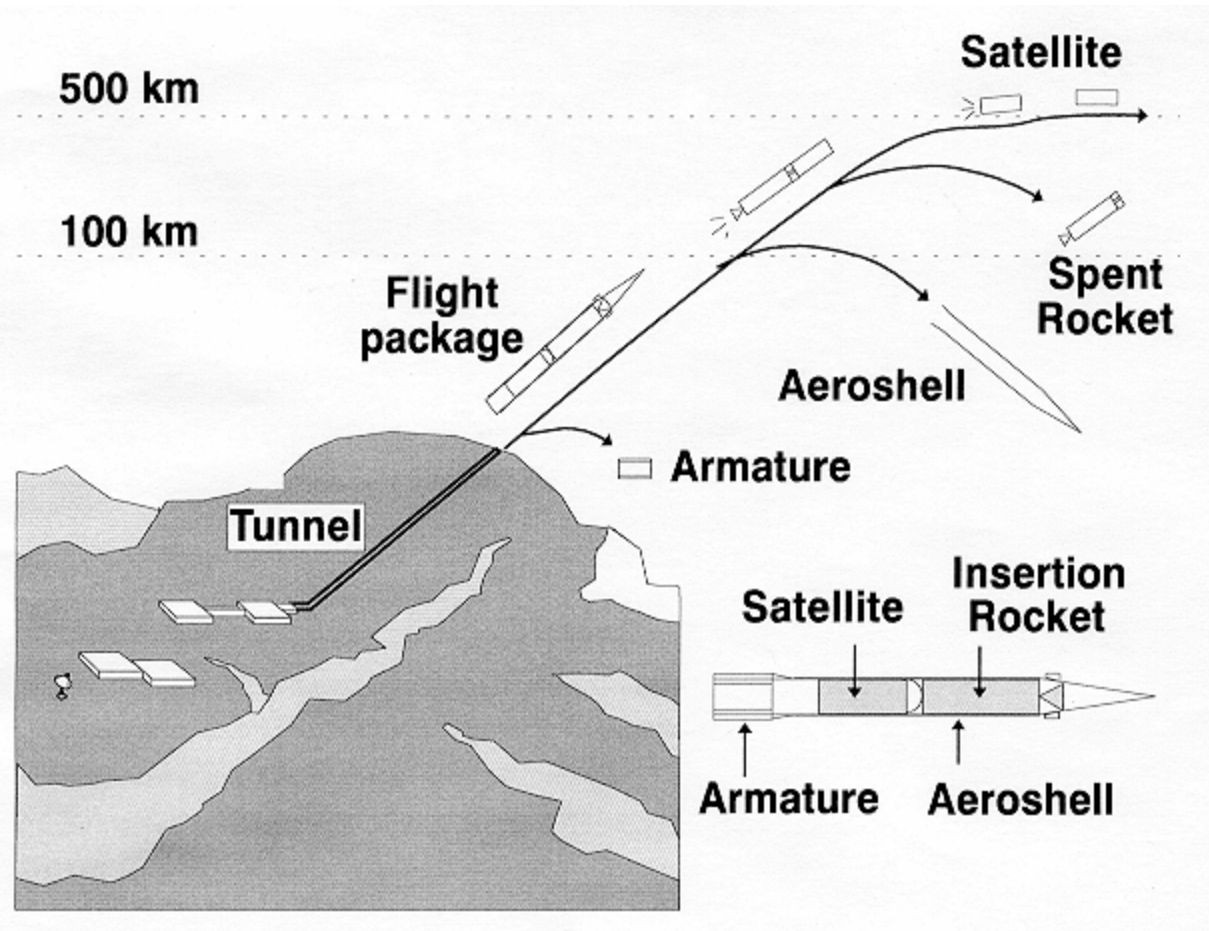 Satellite
500 km
100 km
Flight
package
Spent
Rocket
Aeroshell
Armature
Tunnel
Insertion
Rocket
Satellite
Armature
Aeroshell